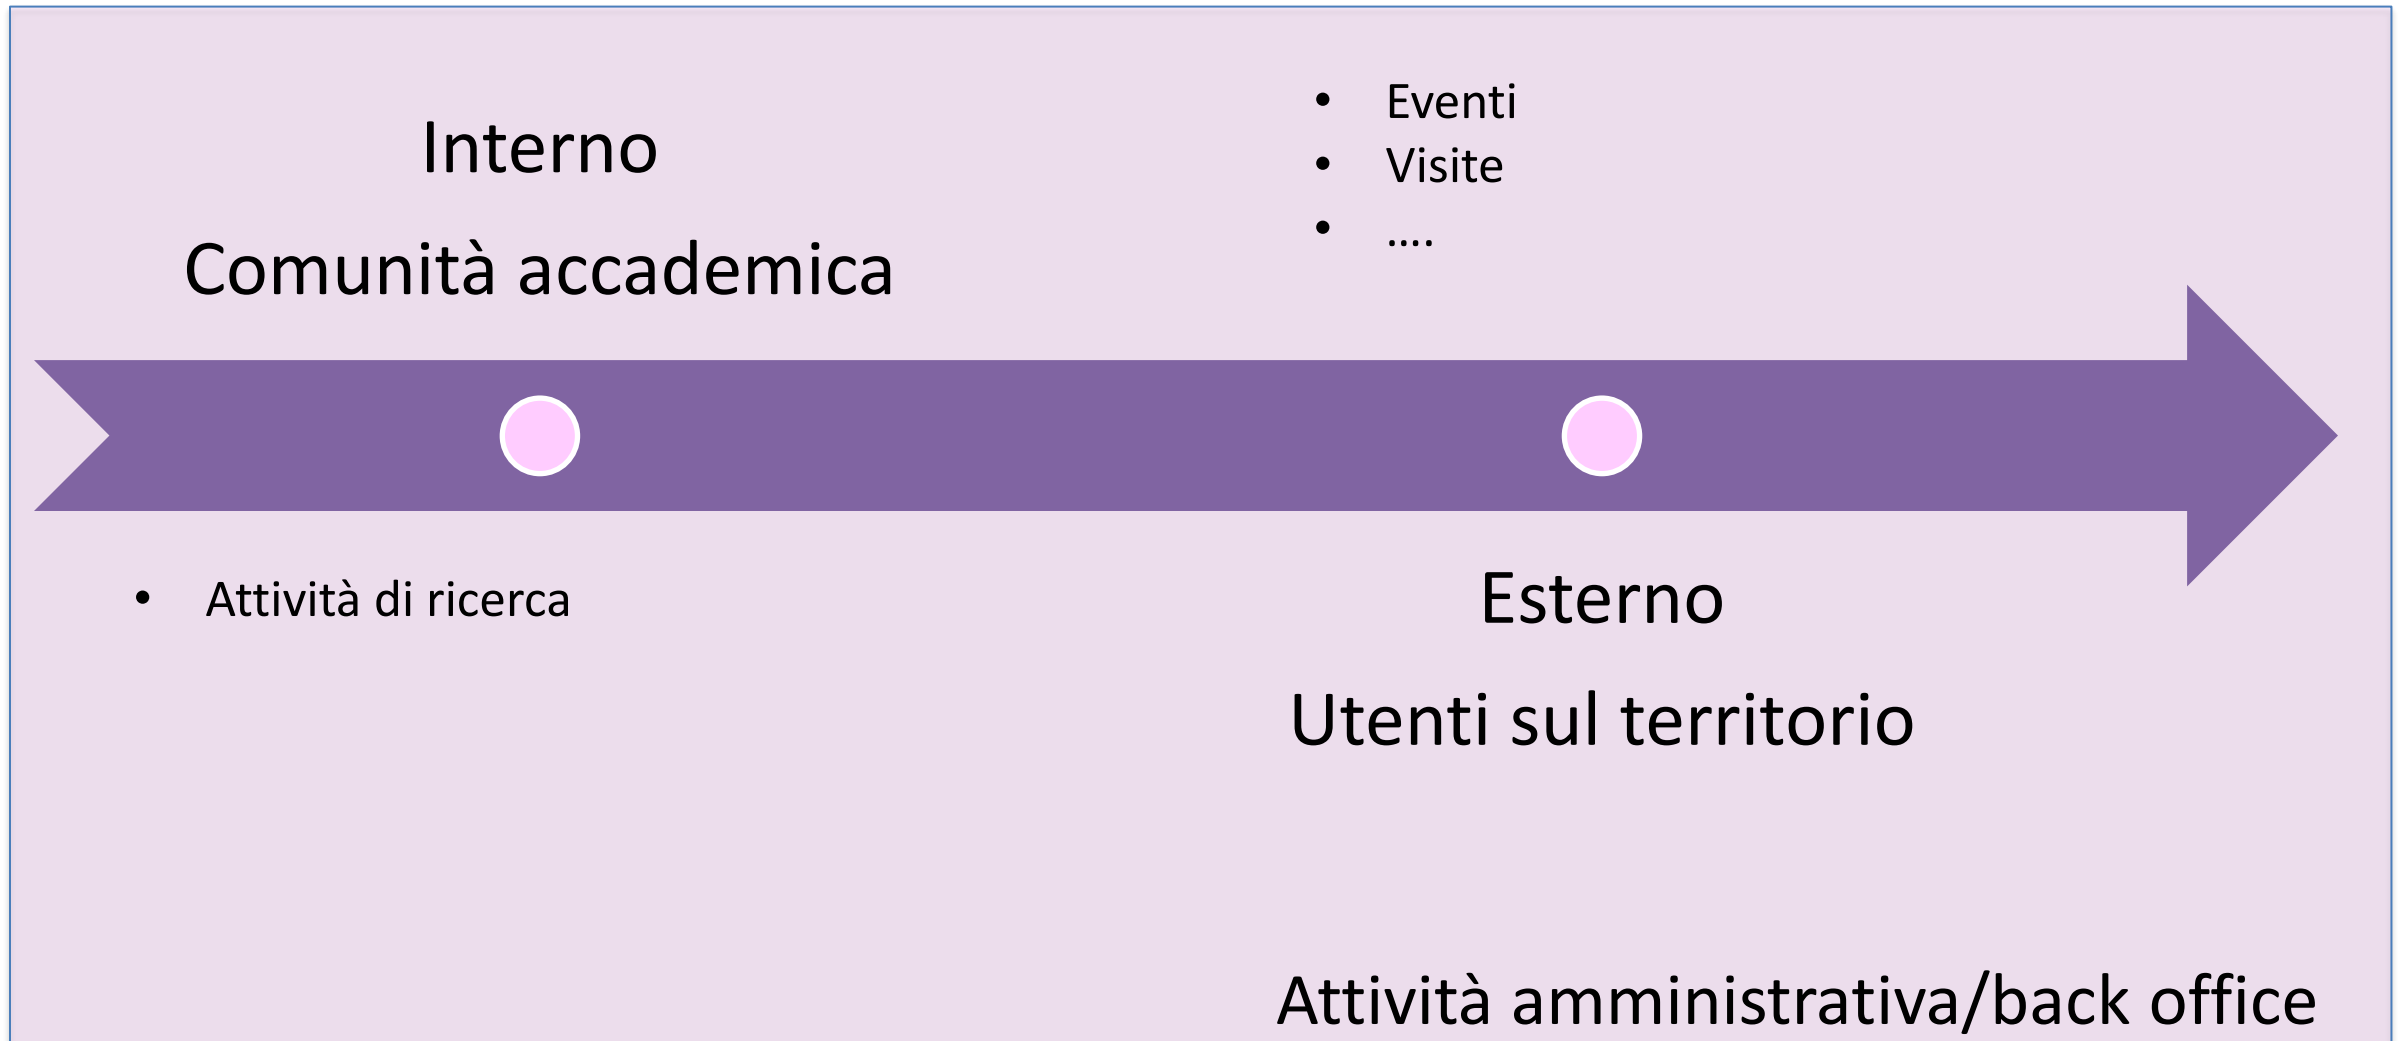 Interno
Comunità accademica
• Attività di ricerca
• Eventi
• Visite
• ....
Esterno
Utenti sul territorio
Attività amministrativa/back office